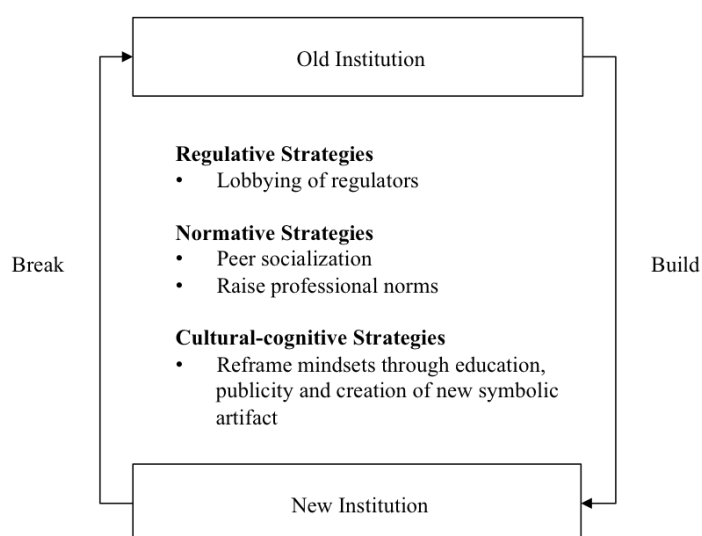 Old Institution
Regulative Strategies
• Lobbying of regulators
Normative Strategies
• Peer socialization
• Raise professional norms
Break
Build
Cultural-cognitive Strategies
• Reframe mindsets through education,
publicity and creation of new symbolic
artifact
New Institution